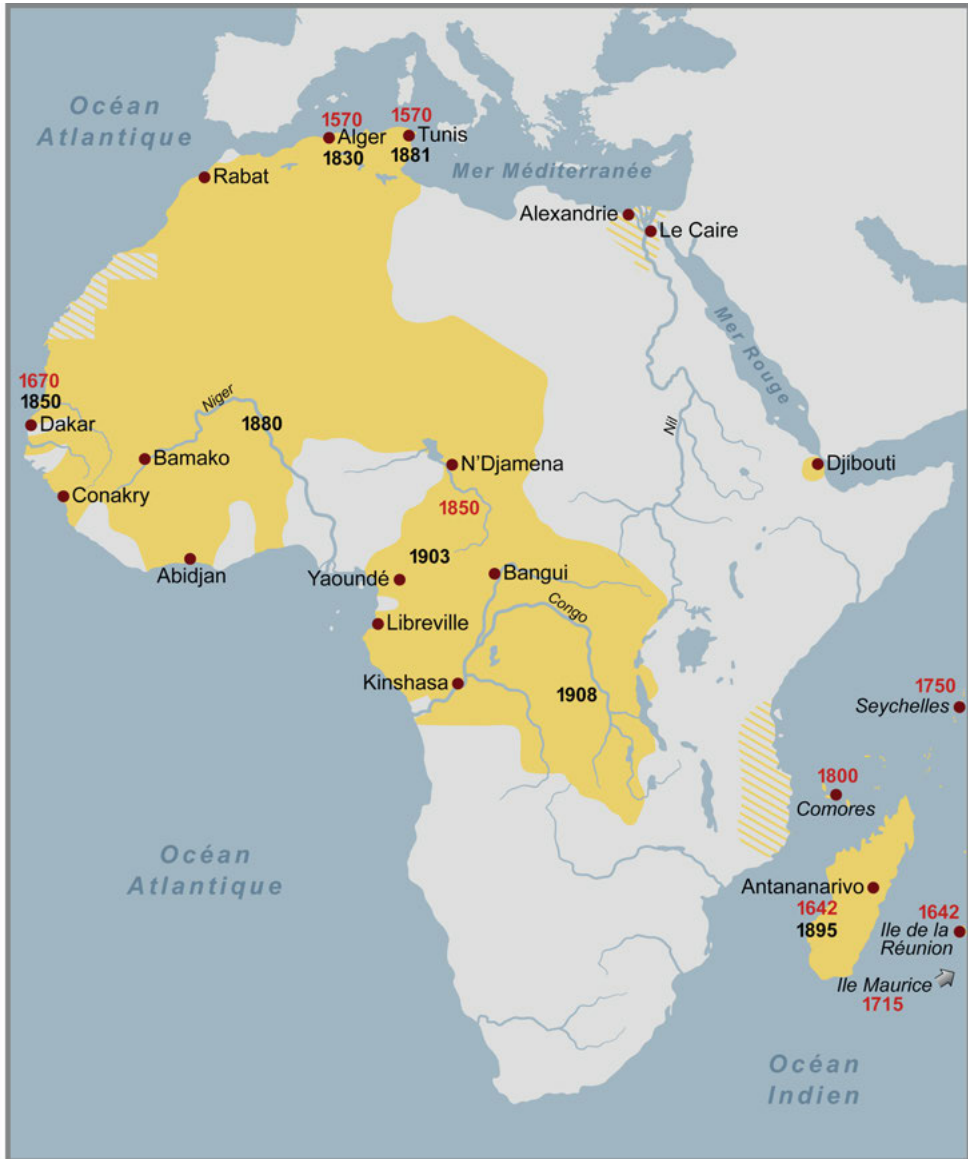 Océan
Atlantique
1570
Alger
1830
1570
Tunis
1881
Mer Méditerranée
Rabat
Alexandrie
Le Caire
Mer Rouge
Nil
1670
1850
Dakar
Niger
1880
Bamako
Conakry
Abidjan
N'Djamena
Djibouti
1850
1903
Yaoundé
Bangui
Congo
Libreville
Kinshasa
1908
1750
Seychelles
1800
Comores
Océan
Atlantique
Antananarivo
1642
1895
1642
Ile de la
Réunion
Ile Maurice
1715
Océan
Indien